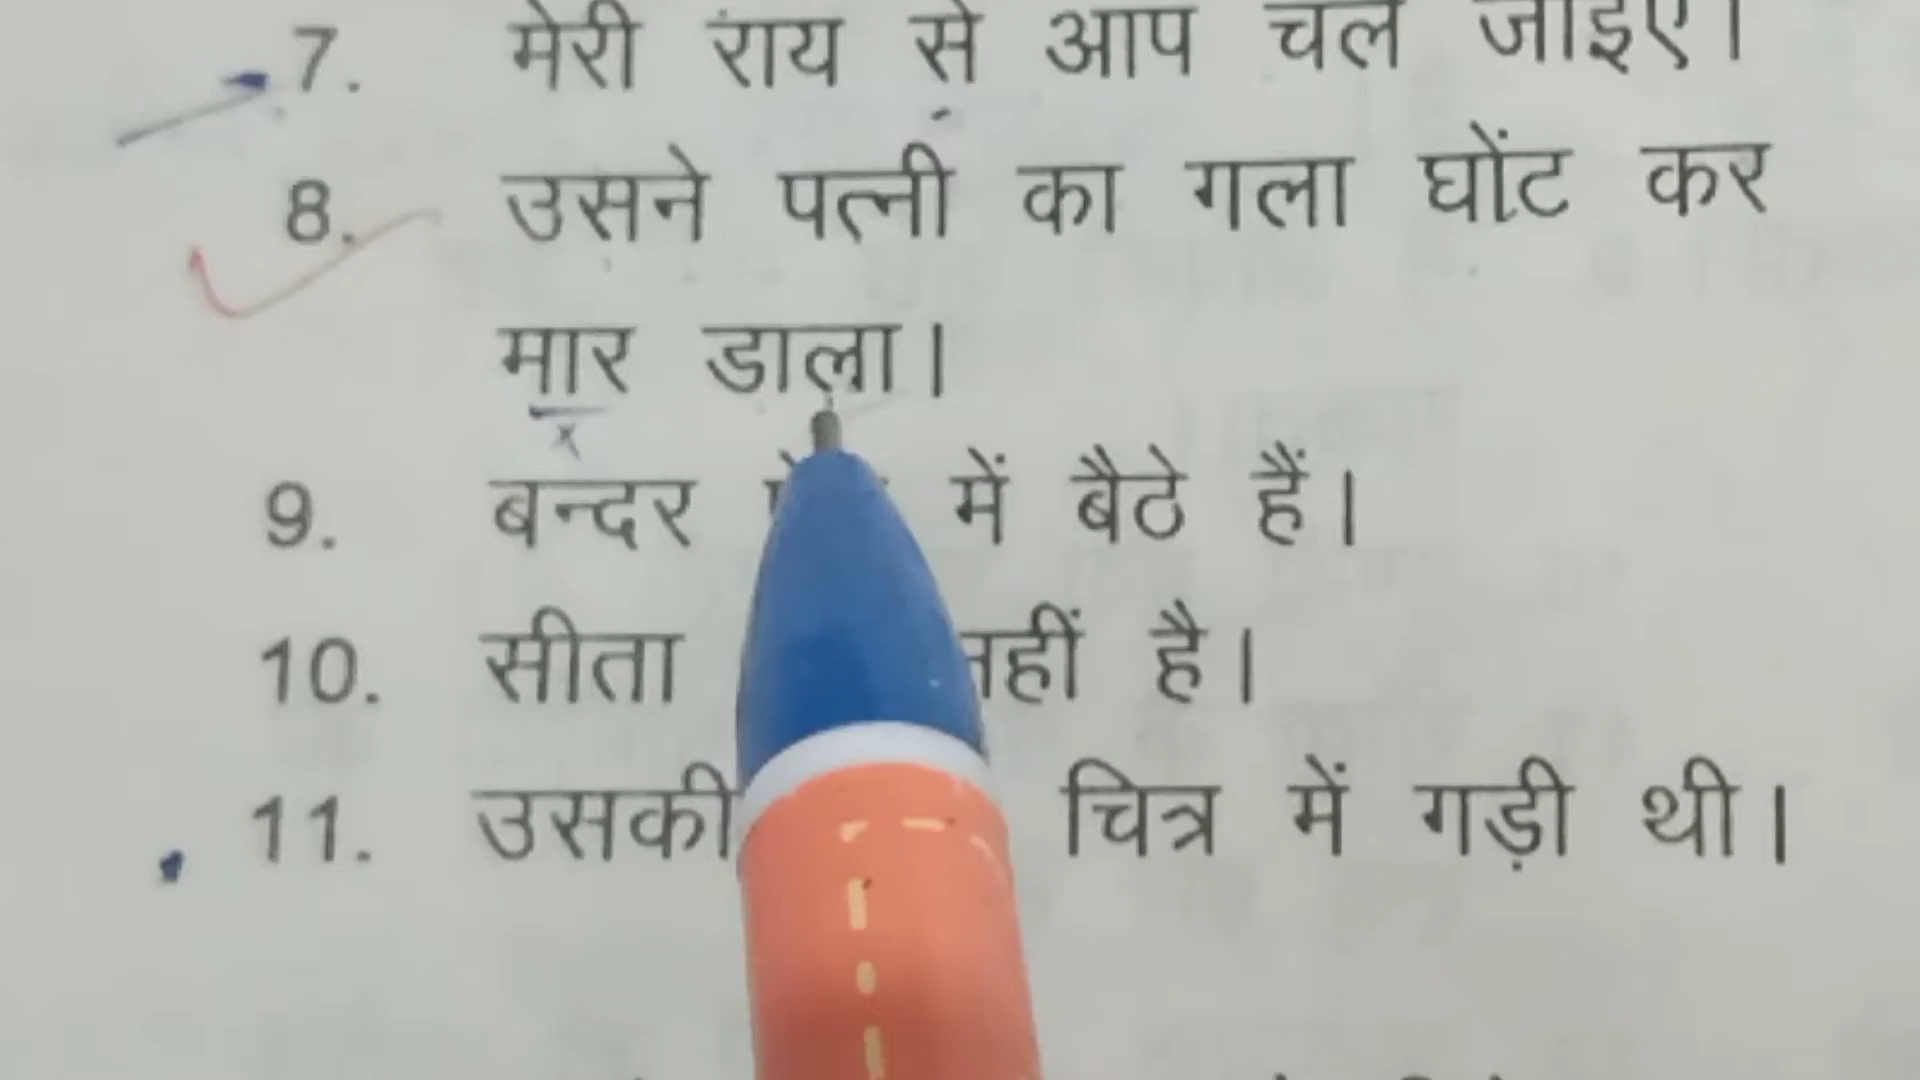 7. मेरी राय से आप चले जाइए।
8. उसने पत्नी का गला घोंट कर
मार डाला।
x
9. बन्दर में बैठे हैं।
10. सीता नहीं है।
11. उसकी चित्र में गड़ी थी।